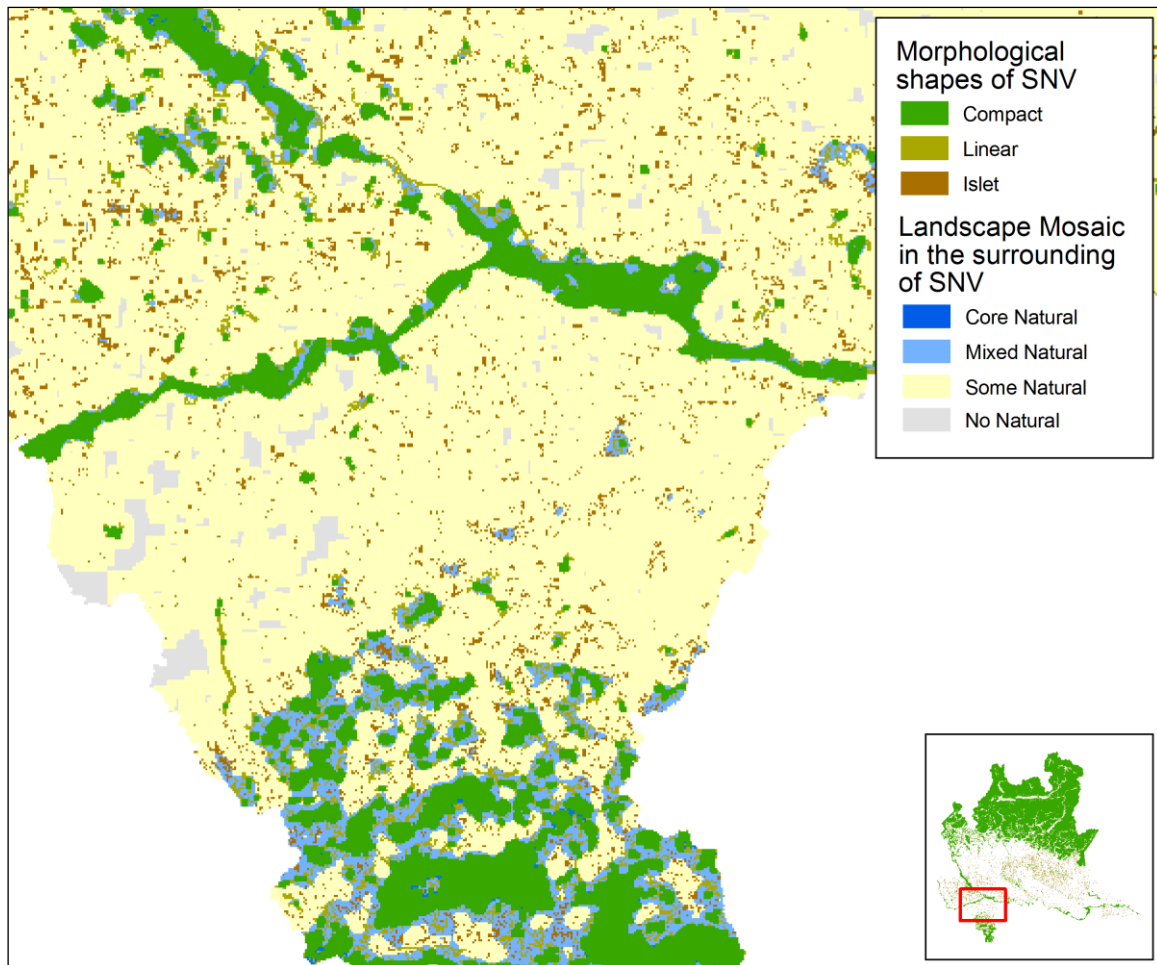 Morphological
shapes of SNV
Compact
Linear
Islet
Landscape Mosaic
in the surrounding
of SNV
Core Natural
Mixed Natural
Some Natural
No Natural